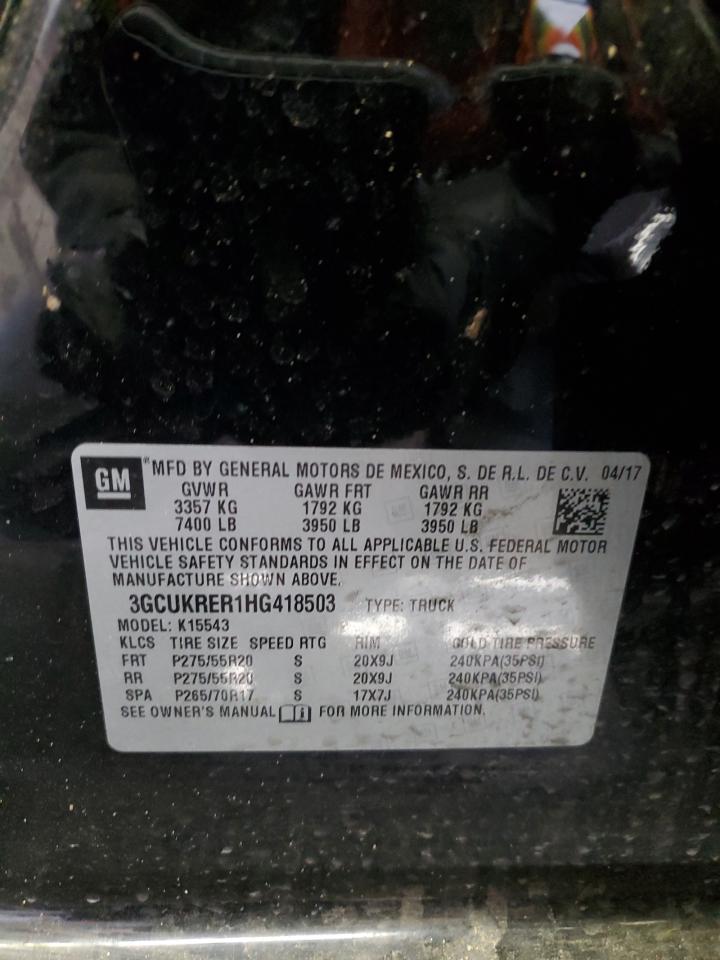 GM
®MFD BY GENERAL MOTORS DE MEXICO, S. DE R.L. DE C.V. 04/17
GVWR GAWR FRT GAWR RR
3357 KG 1792 KG 1792 KG
7400 LB 3950 LB 3950 LB
THIS VEHICLE CONFORMS TO ALL APPLICABLE U.S. FEDERAL MOTOR
VEHICLE SAFETY STANDARDS IN EFFECT ON THE DATE OF
MANUFACTURE SHOWN ABOVE.
3GCUKRER1HG418503 TYPE: TRUCK
MODEL: K15543
KLCS TIRE SIZE SPEED RTG RIM COLD TIRE PRESSURE
FRT P275/55R20 S 20X9J 240KPA(35PSI)
RR P275/55R20 S 20X9J 240KPA(35PSI)
SPA P265/70R17 S 17X7J 240KPA(35PSI)
SEE OWNER'S MANUAL FOR MORE INFORMATION.